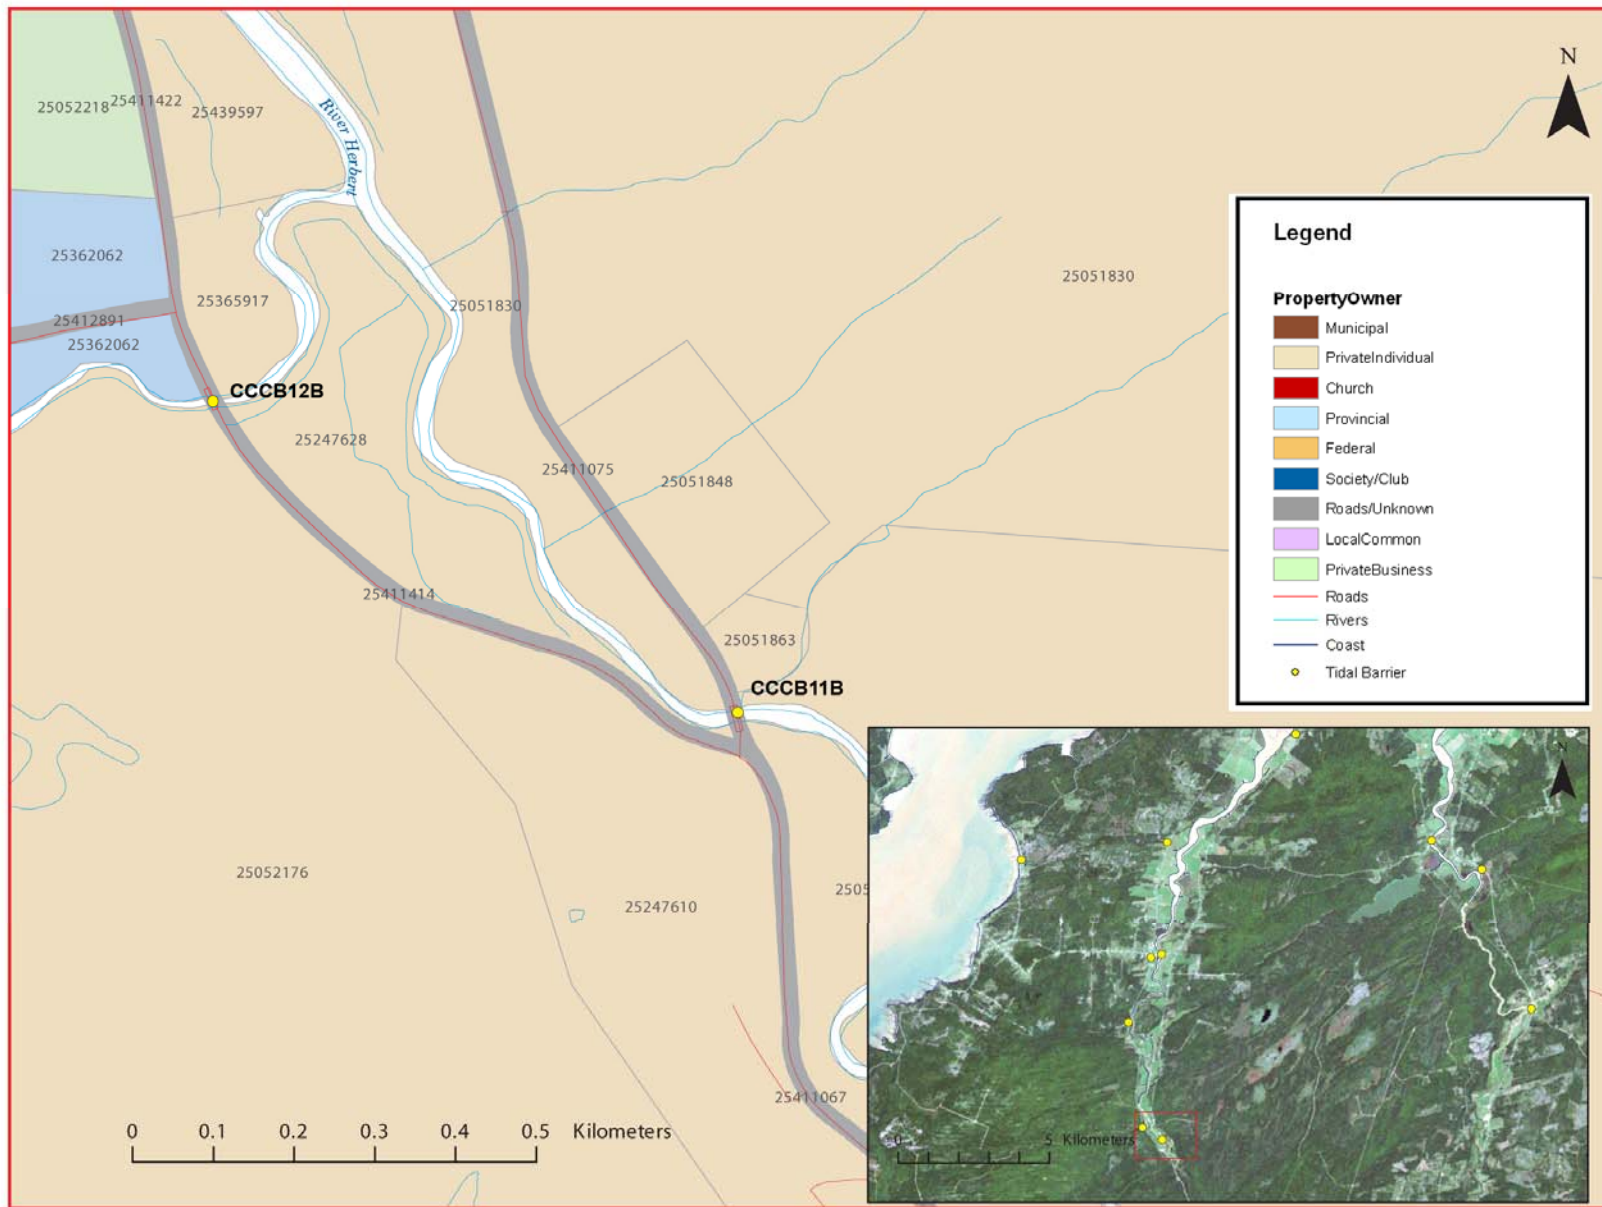 N
25052218
25411422
25439597
River Herbert
25362062
25365917
25051830
25051830
25412891
25362062
CCCB12B
25247628
25411075
25051848
25411414
25051863
CCCB11B
25052176
25247610
2505
25411067
0 0.1 0.2 0.3 0.4 0.5 Kilometers
Legend
PropertyOwner
Municipal
PrivateIndividual
Church
Provincial
Federal
Society/Club
Roads/Unknown
LocalCommon
PrivateBusiness
Roads
Rivers
Coast
Tidal Barrier
N
0 5 Kilometers